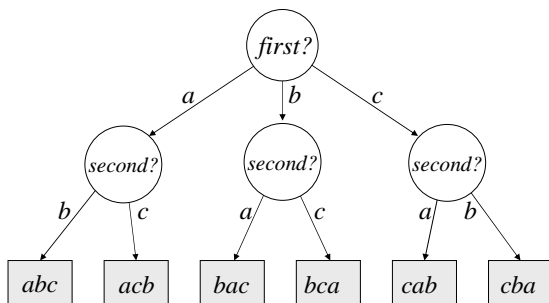 first?
a b c
second? second? second?
b c a c a b
abc acb bac bca cab cba